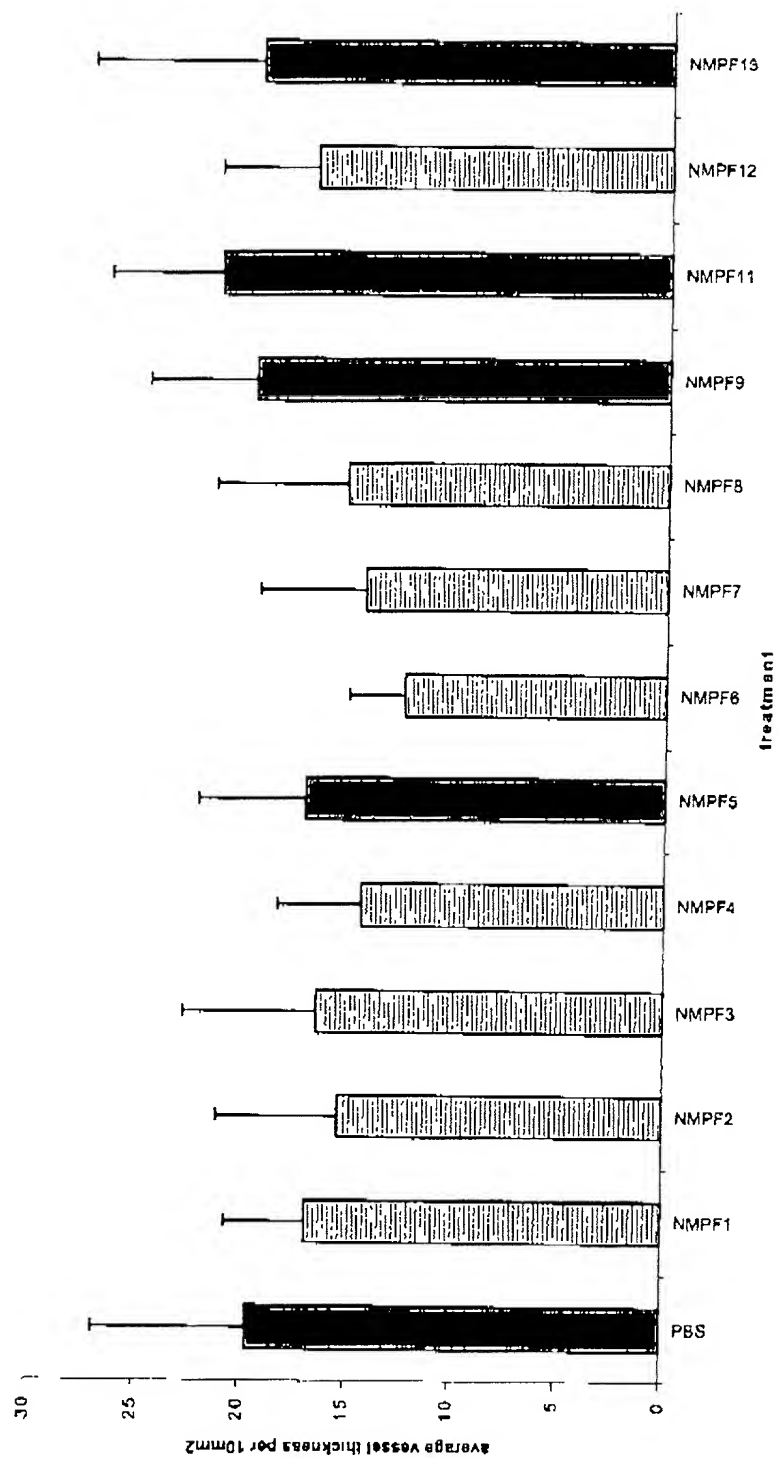 average vessel thickness per 10mm2
30
25
20
15
10
5
0
PBS
NMPF1
NMPF2
NMPF3
NMPF4
NMPF5
NMPF6
NMPF7
NMPF8
NMPF9
NMPF11
NMPF12
NMPF13
treatment